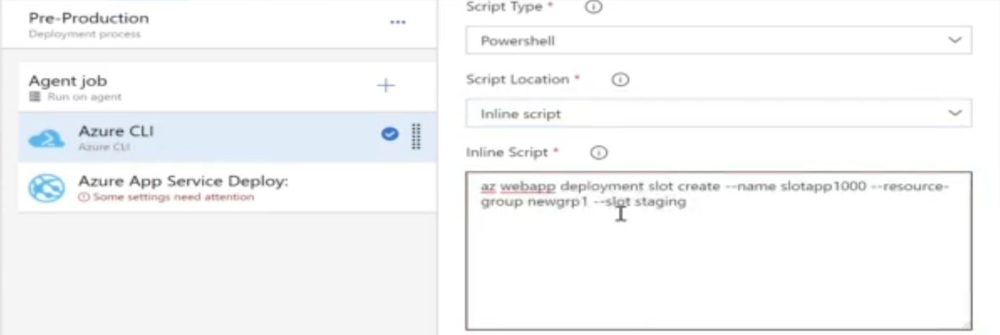 Pre-Production
Deployment process
...
Agent job
Run on agent
Azure CLI
Azure CLI
Azure App Service Deploy:
Some settings need attention
Script Type *
Powershell
Script Location *
Inline script
Inline Script *
az webapp deployment slot create --name slotapp1000 --resource-
group newgrp1 --slot staging